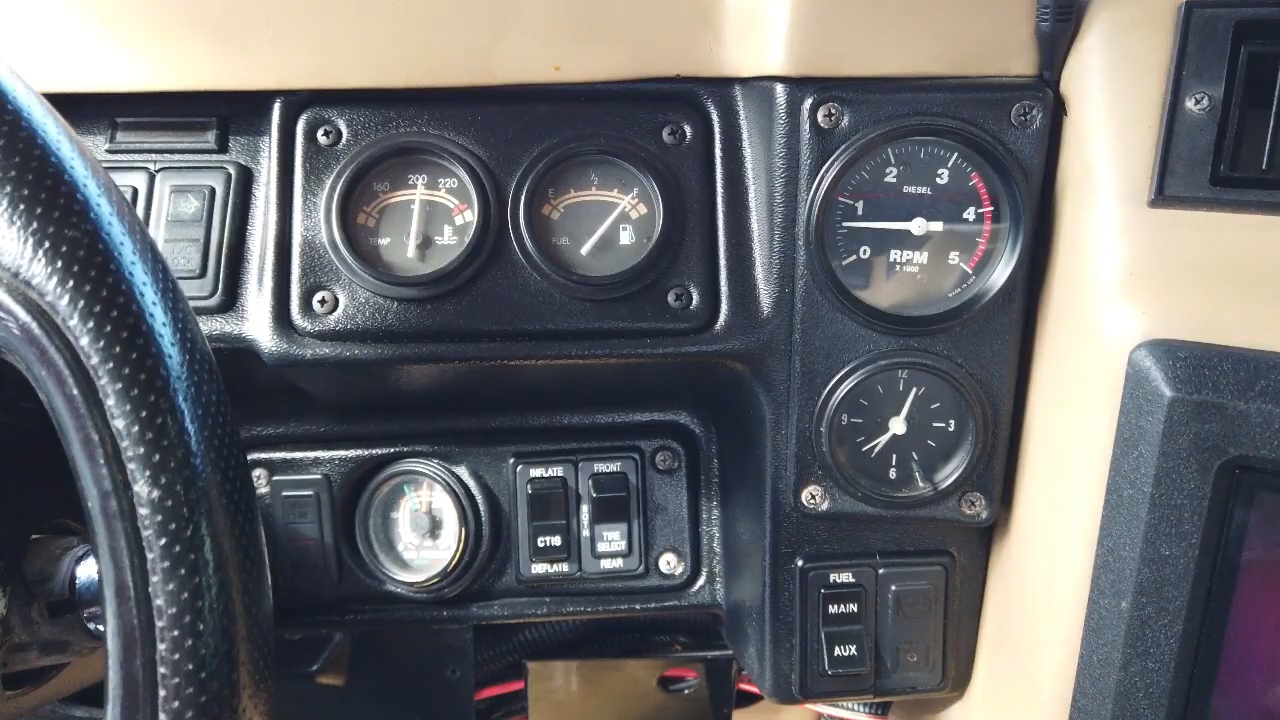 160 200 220
TEMP
E ½ F
FUEL
1 2 3 4 5 0
DIESEL
RPM
X 1000
MADE IN USA
12
9 3
6
INFLATE
CTIS
DEFLATE
FRONT
BOTH
TIRE
SELECT
REAR
FUEL
MAIN
AUX